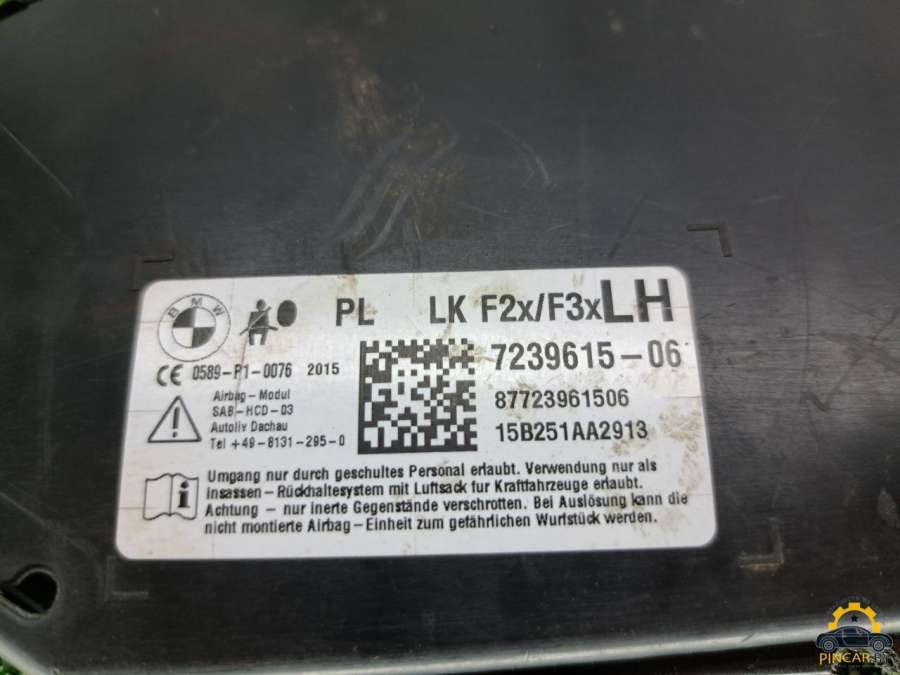 BMW
PL LK F2x/F3x LH
7239615-06
CE 0589-P1-0076 2015
87723961506
15B251AA2913
Airbag-Modul
SAB-HCD-03
Autoliv Dachau
Tel +49-8131-295-0
Umgang nur durch geschultes Personal erlaubt. Verwendung nur als
Insassen-Rückhaltesystem mit Luftsack für Kraftfahrzeuge erlaubt.
Achtung - nur inerte Gegenstände verschrotten. Bei Auslösung kann die
nicht montierte Airbag-Einheit zum gefährlichen Wurfstück werden.